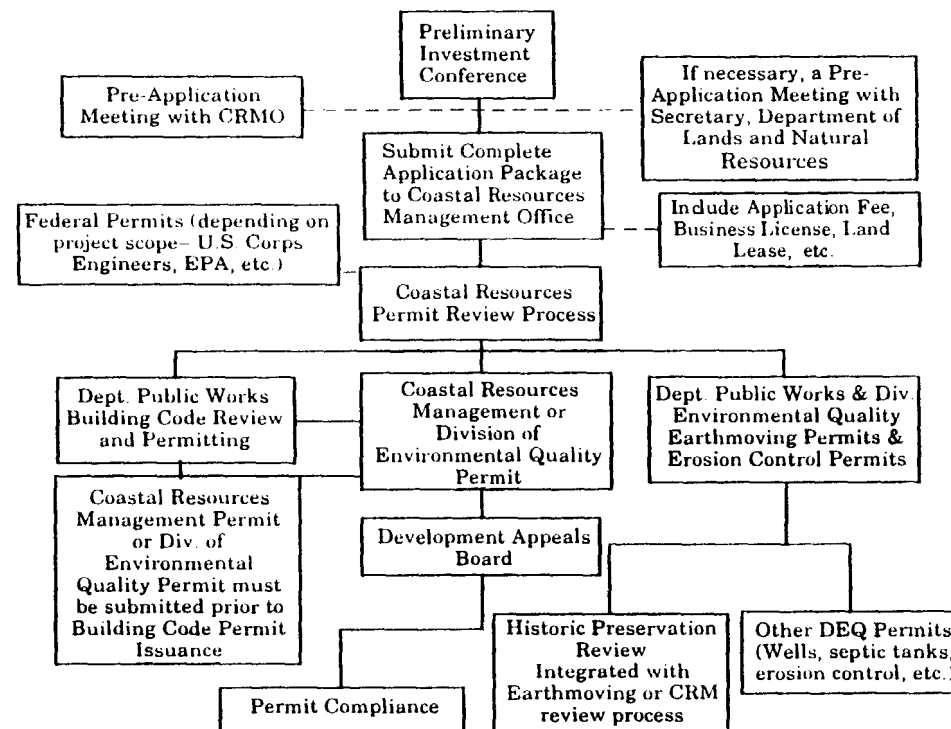 Preliminary
Investment
Conference
Pre-Application
Meeting with CRMO
If necessary, a Pre-
Application Meeting with
Secretary, Department of
Lands and Natural
Resources
Submit Complete
Application Package
to Coastal Resources
Management Office
Federal Permits (depending on
project scope– U.S. Corps
Engineers, EPA, etc.)
Include Application Fee,
Business License, Land
Lease, etc.
Coastal Resources
Permit Review Process
Dept. Public Works
Building Code Review
and Permitting
Coastal Resources
Management or
Division of
Environmental Quality
Permit
Dept. Public Works & Div.
Environmental Quality
Earthmoving Permits &
Erosion Control Permits
Coastal Resources
Management Permit
or Div. of
Environmental
Quality Permit must
be submitted prior to
Building Code Permit
Issuance
Development Appeals
Board
Historic Preservation
Review
Integrated with
Earthmoving or CRM
review process
Other DEQ Permits
(Wells, septic tanks,
erosion control, etc.)
Permit Compliance